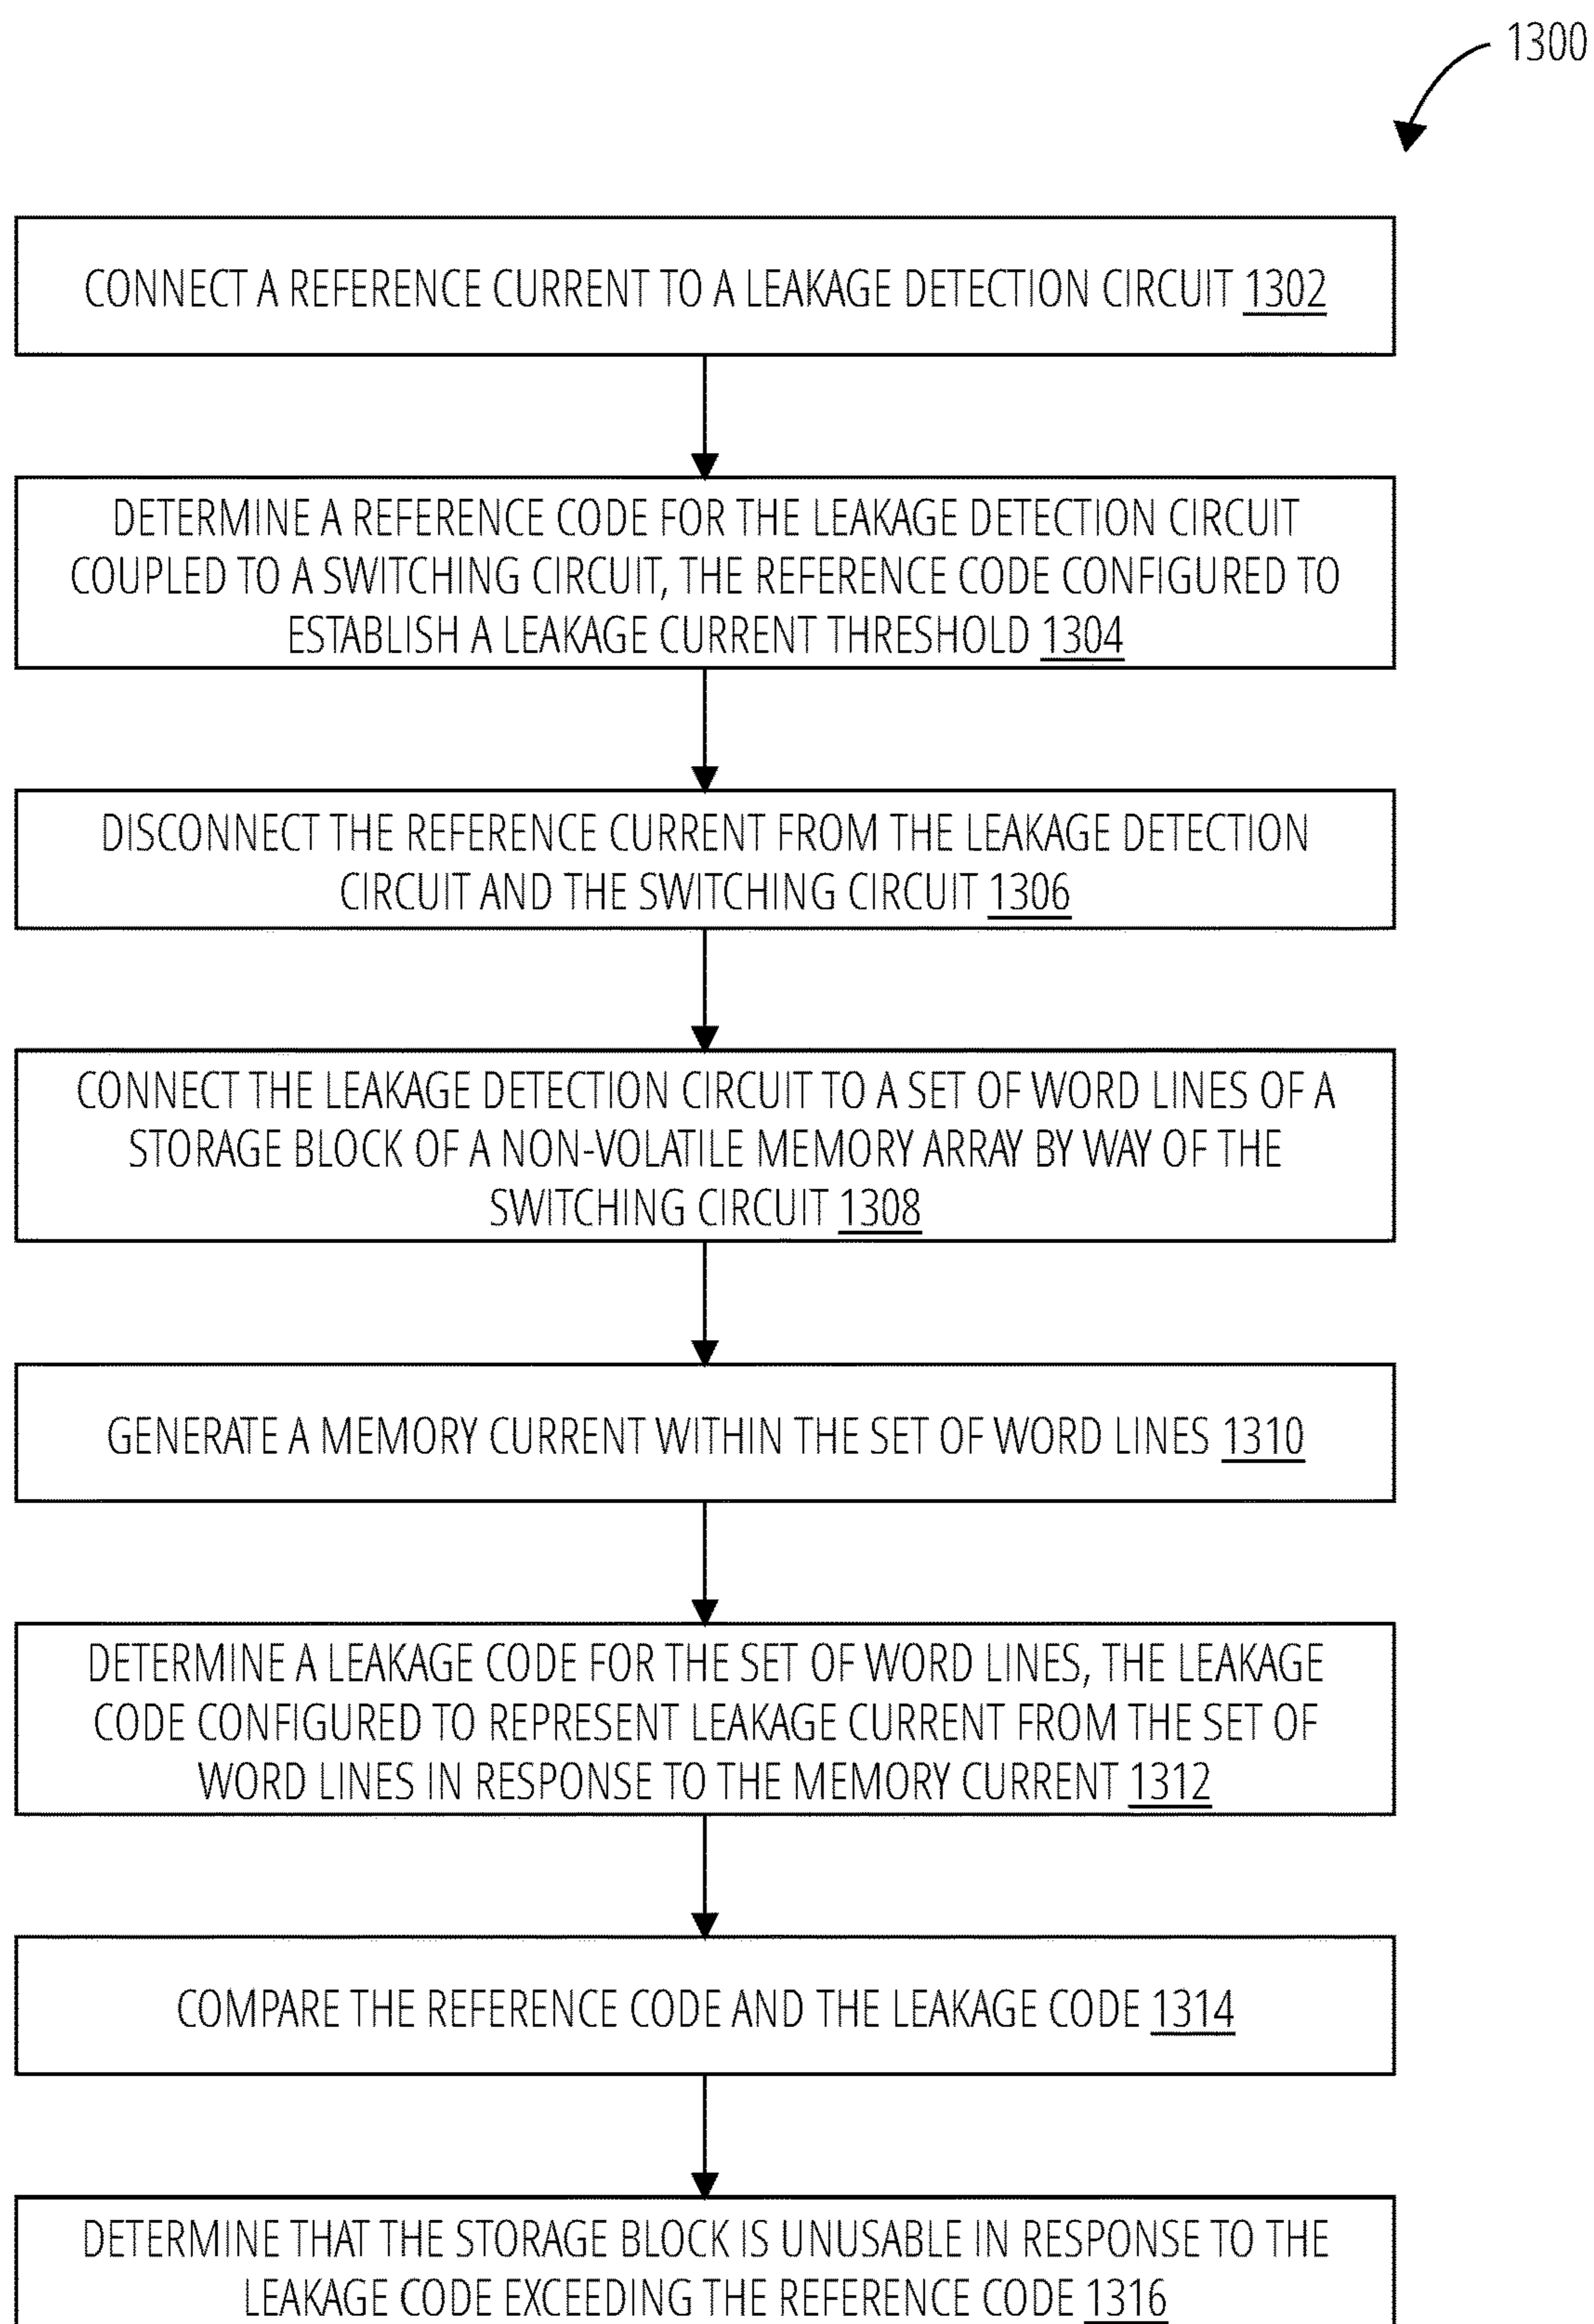 1300
CONNECT A REFERENCE CURRENT TO A LEAKAGE DETECTION CIRCUIT 1302
DETERMINE A REFERENCE CODE FOR THE LEAKAGE DETECTION CIRCUIT
COUPLED TO A SWITCHING CIRCUIT, THE REFERENCE CODE CONFIGURED TO
ESTABLISH A LEAKAGE CURRENT THRESHOLD 1304
DISCONNECT THE REFERENCE CURRENT FROM THE LEAKAGE DETECTION
CIRCUIT AND THE SWITCHING CIRCUIT 1306
CONNECT THE LEAKAGE DETECTION CIRCUIT TO A SET OF WORD LINES OF A
STORAGE BLOCK OF A NON-VOLATILE MEMORY ARRAY BY WAY OF THE
SWITCHING CIRCUIT 1308
GENERATE A MEMORY CURRENT WITHIN THE SET OF WORD LINES 1310
DETERMINE A LEAKAGE CODE FOR THE SET OF WORD LINES, THE LEAKAGE
CODE CONFIGURED TO REPRESENT LEAKAGE CURRENT FROM THE SET OF
WORD LINES IN RESPONSE TO THE MEMORY CURRENT 1312
COMPARE THE REFERENCE CODE AND THE LEAKAGE CODE 1314
DETERMINE THAT THE STORAGE BLOCK IS UNUSABLE IN RESPONSE TO THE
LEAKAGE CODE EXCEEDING THE REFERENCE CODE 1316